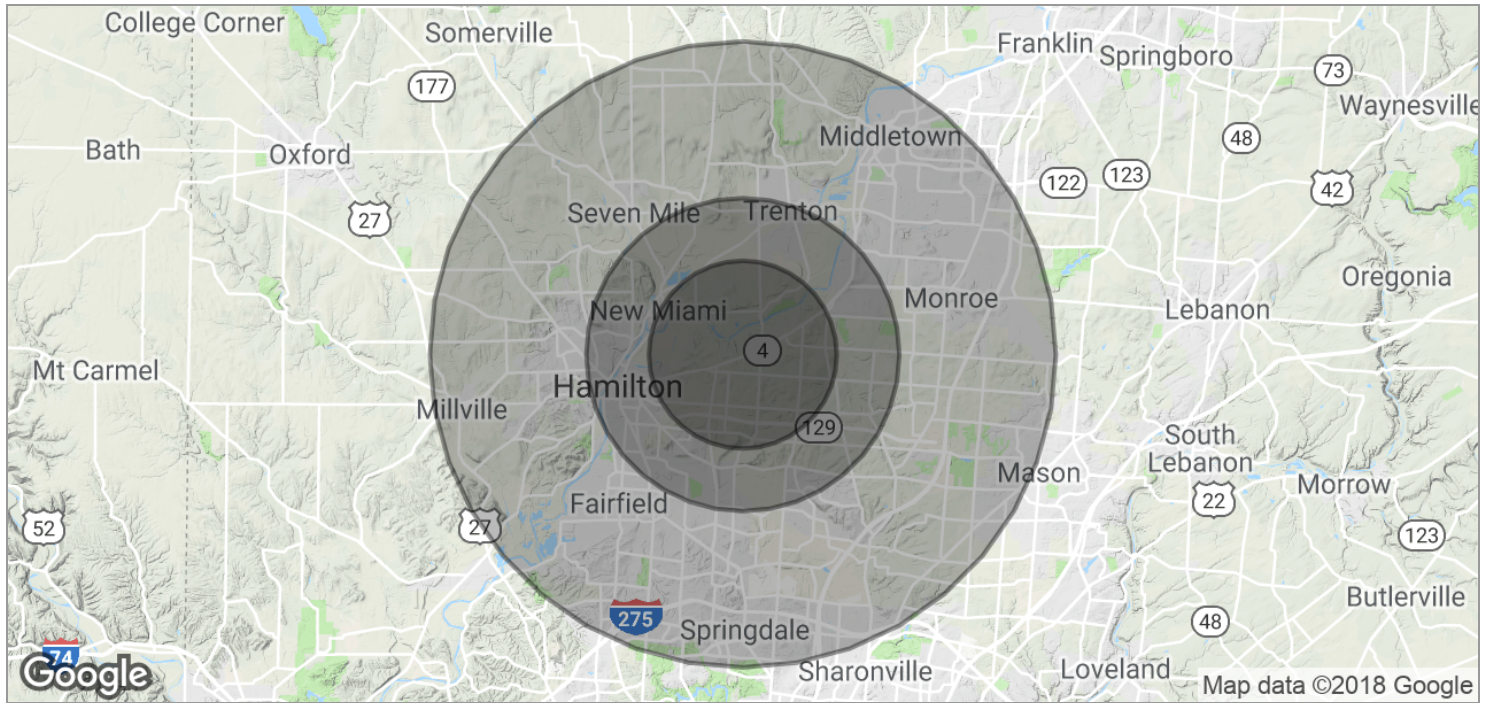 College Corner
Somerville
Franklin
Springboro
73
177
Waynesville
Middletown
48
Bath
Oxford
122
123
42
27
Seven Mile
Trenton
Oregonia
Monroe
Lebanon
New Miami
4
Mt Carmel
Hamilton
Millville
129
South
Lebanon
Mason
Morrow
22
Fairfield
27
52
123
Butlerville
275
Springdale
48
74
Sharonville
Loveland
Google
Map data ©2018 Google